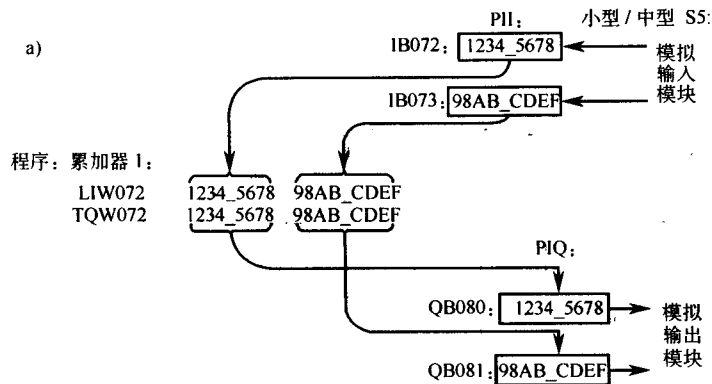 PII: 小型/中型 S5:
a) IB072: 1234_5678 模拟
输入
模块
IB073: 98AB_CDEF
程序: 累加器1:
LIW072 1234_5678 98AB_CDEF
TQW072 1234_5678 98AB_CDEF
PIQ:
QB080: 1234_5678 模拟
输出
模块
QB081: 98AB_CDEF